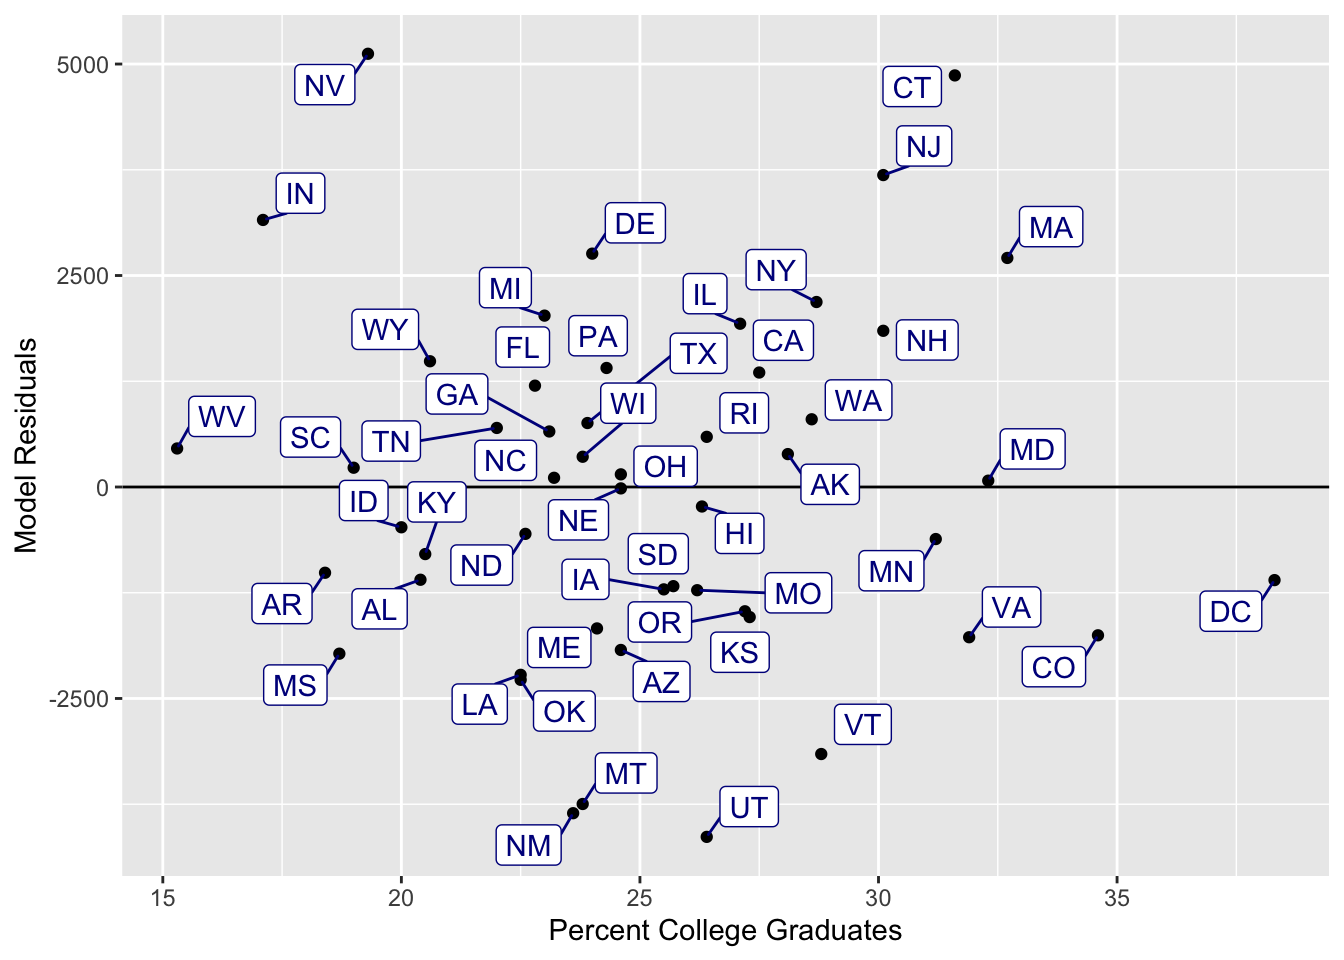 5000
2500
0
-2500
Model Residuals
NV
CT
NJ
IN
DE
MA
NY
MI
IL
WY
PA
CA
NH
FL
TX
GA
WI
WA
RI
WV
SC
TN
NC
OH
MD
AK
ID
KY
NE
HI
SD
ND
IA
MN
MO
AR
AL
OR
VA
DC
ME
KS
CO
MS
AZ
LA
OK
VT
MT
UT
NM
15
20
25
30
35
Percent College Graduates